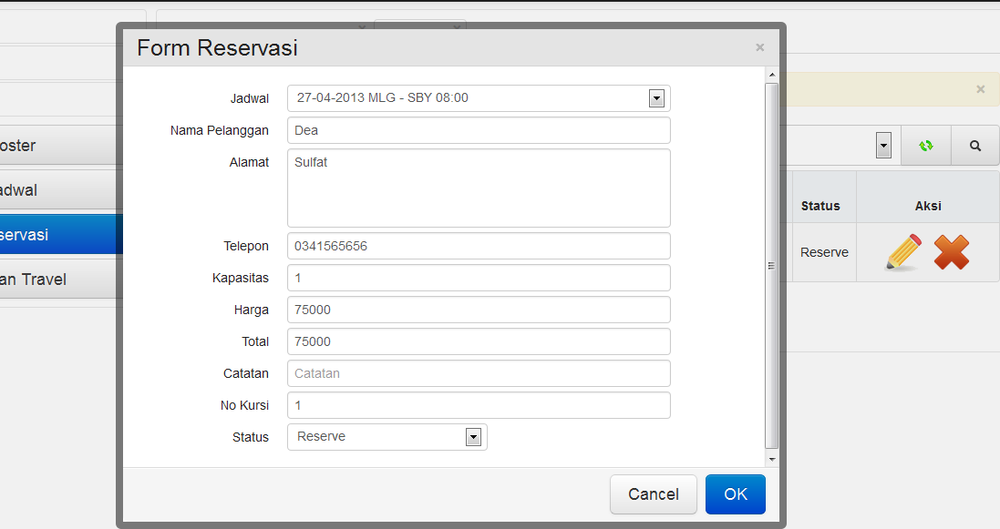 Form Reservasi
×
Jadwal 27-04-2013 MLG - SBY 08:00
Nama Pelanggan Dea
Alamat Sulfat
Telepon 0341565656
Kapasitas 1
Harga 75000
Total 75000
Catatan Catatan
No Kursi 1
Status Reserve
Cancel OK
oster
adwal
servasi
an Travel
×
Status Aksi
Reserve